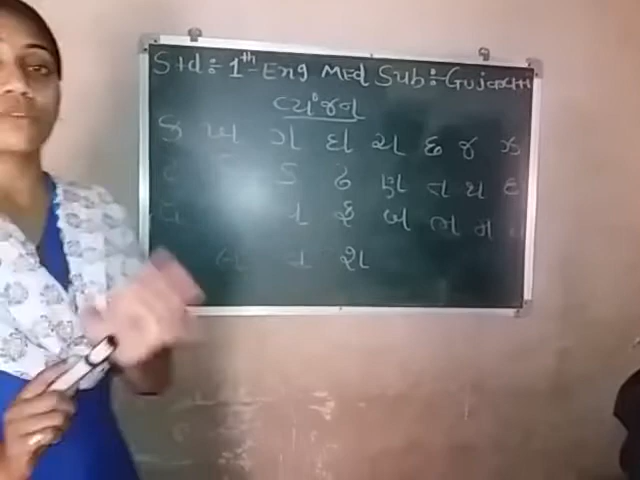 Std:- 1th Eng Med Sub:- Gujarati
વ્યંજન
ક ખ ગ ઘ ચ છ જ ઝ
ટ ડ ઢ ણ ત થ દ
ધ ન ફ બ ભ મ
લ વ શ